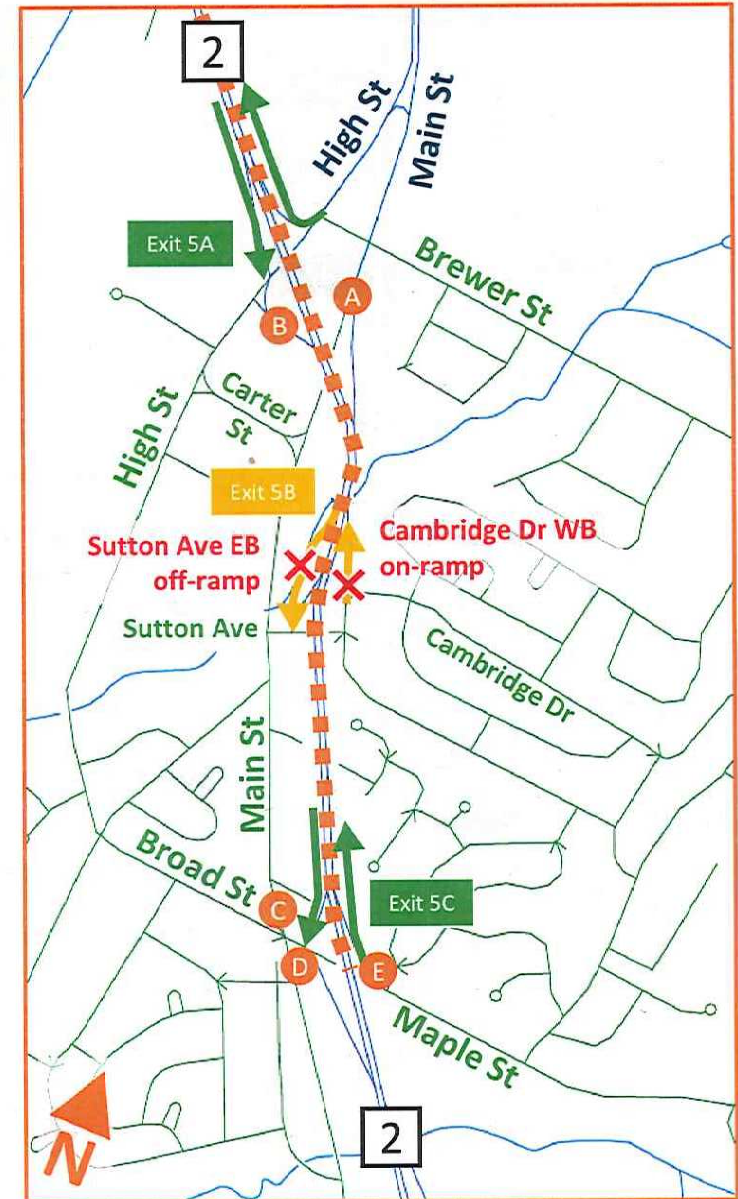 2
High St
Main St
Exit 5A
Brewer St
A
B
Carter
St
High St
Exit 5B
Sutton Ave EB
off-ramp
Cambridge Dr WB
on-ramp
Sutton Ave
Cambridge Dr
Main St
Broad St
C
Exit 5C
D
E
Maple St
N
2